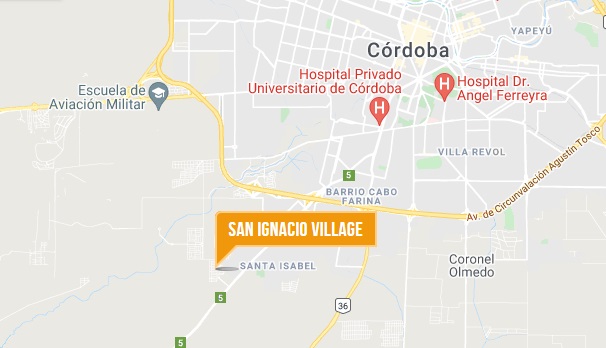 YAPEYÚ
Córdoba
Hospital Privado
Universitario de Córdoba
H
Hospital Dr.
Angel Ferreyra
H
Escuela de
Aviación Militar
VILLA REVOL
Av. de Circunvalación Agustín Tosco
5
BARRIO CABO
FARINA
SAN IGNACIO VILLAGE
Coronel
Olmedo
SANTA ISABEL
5
36
5